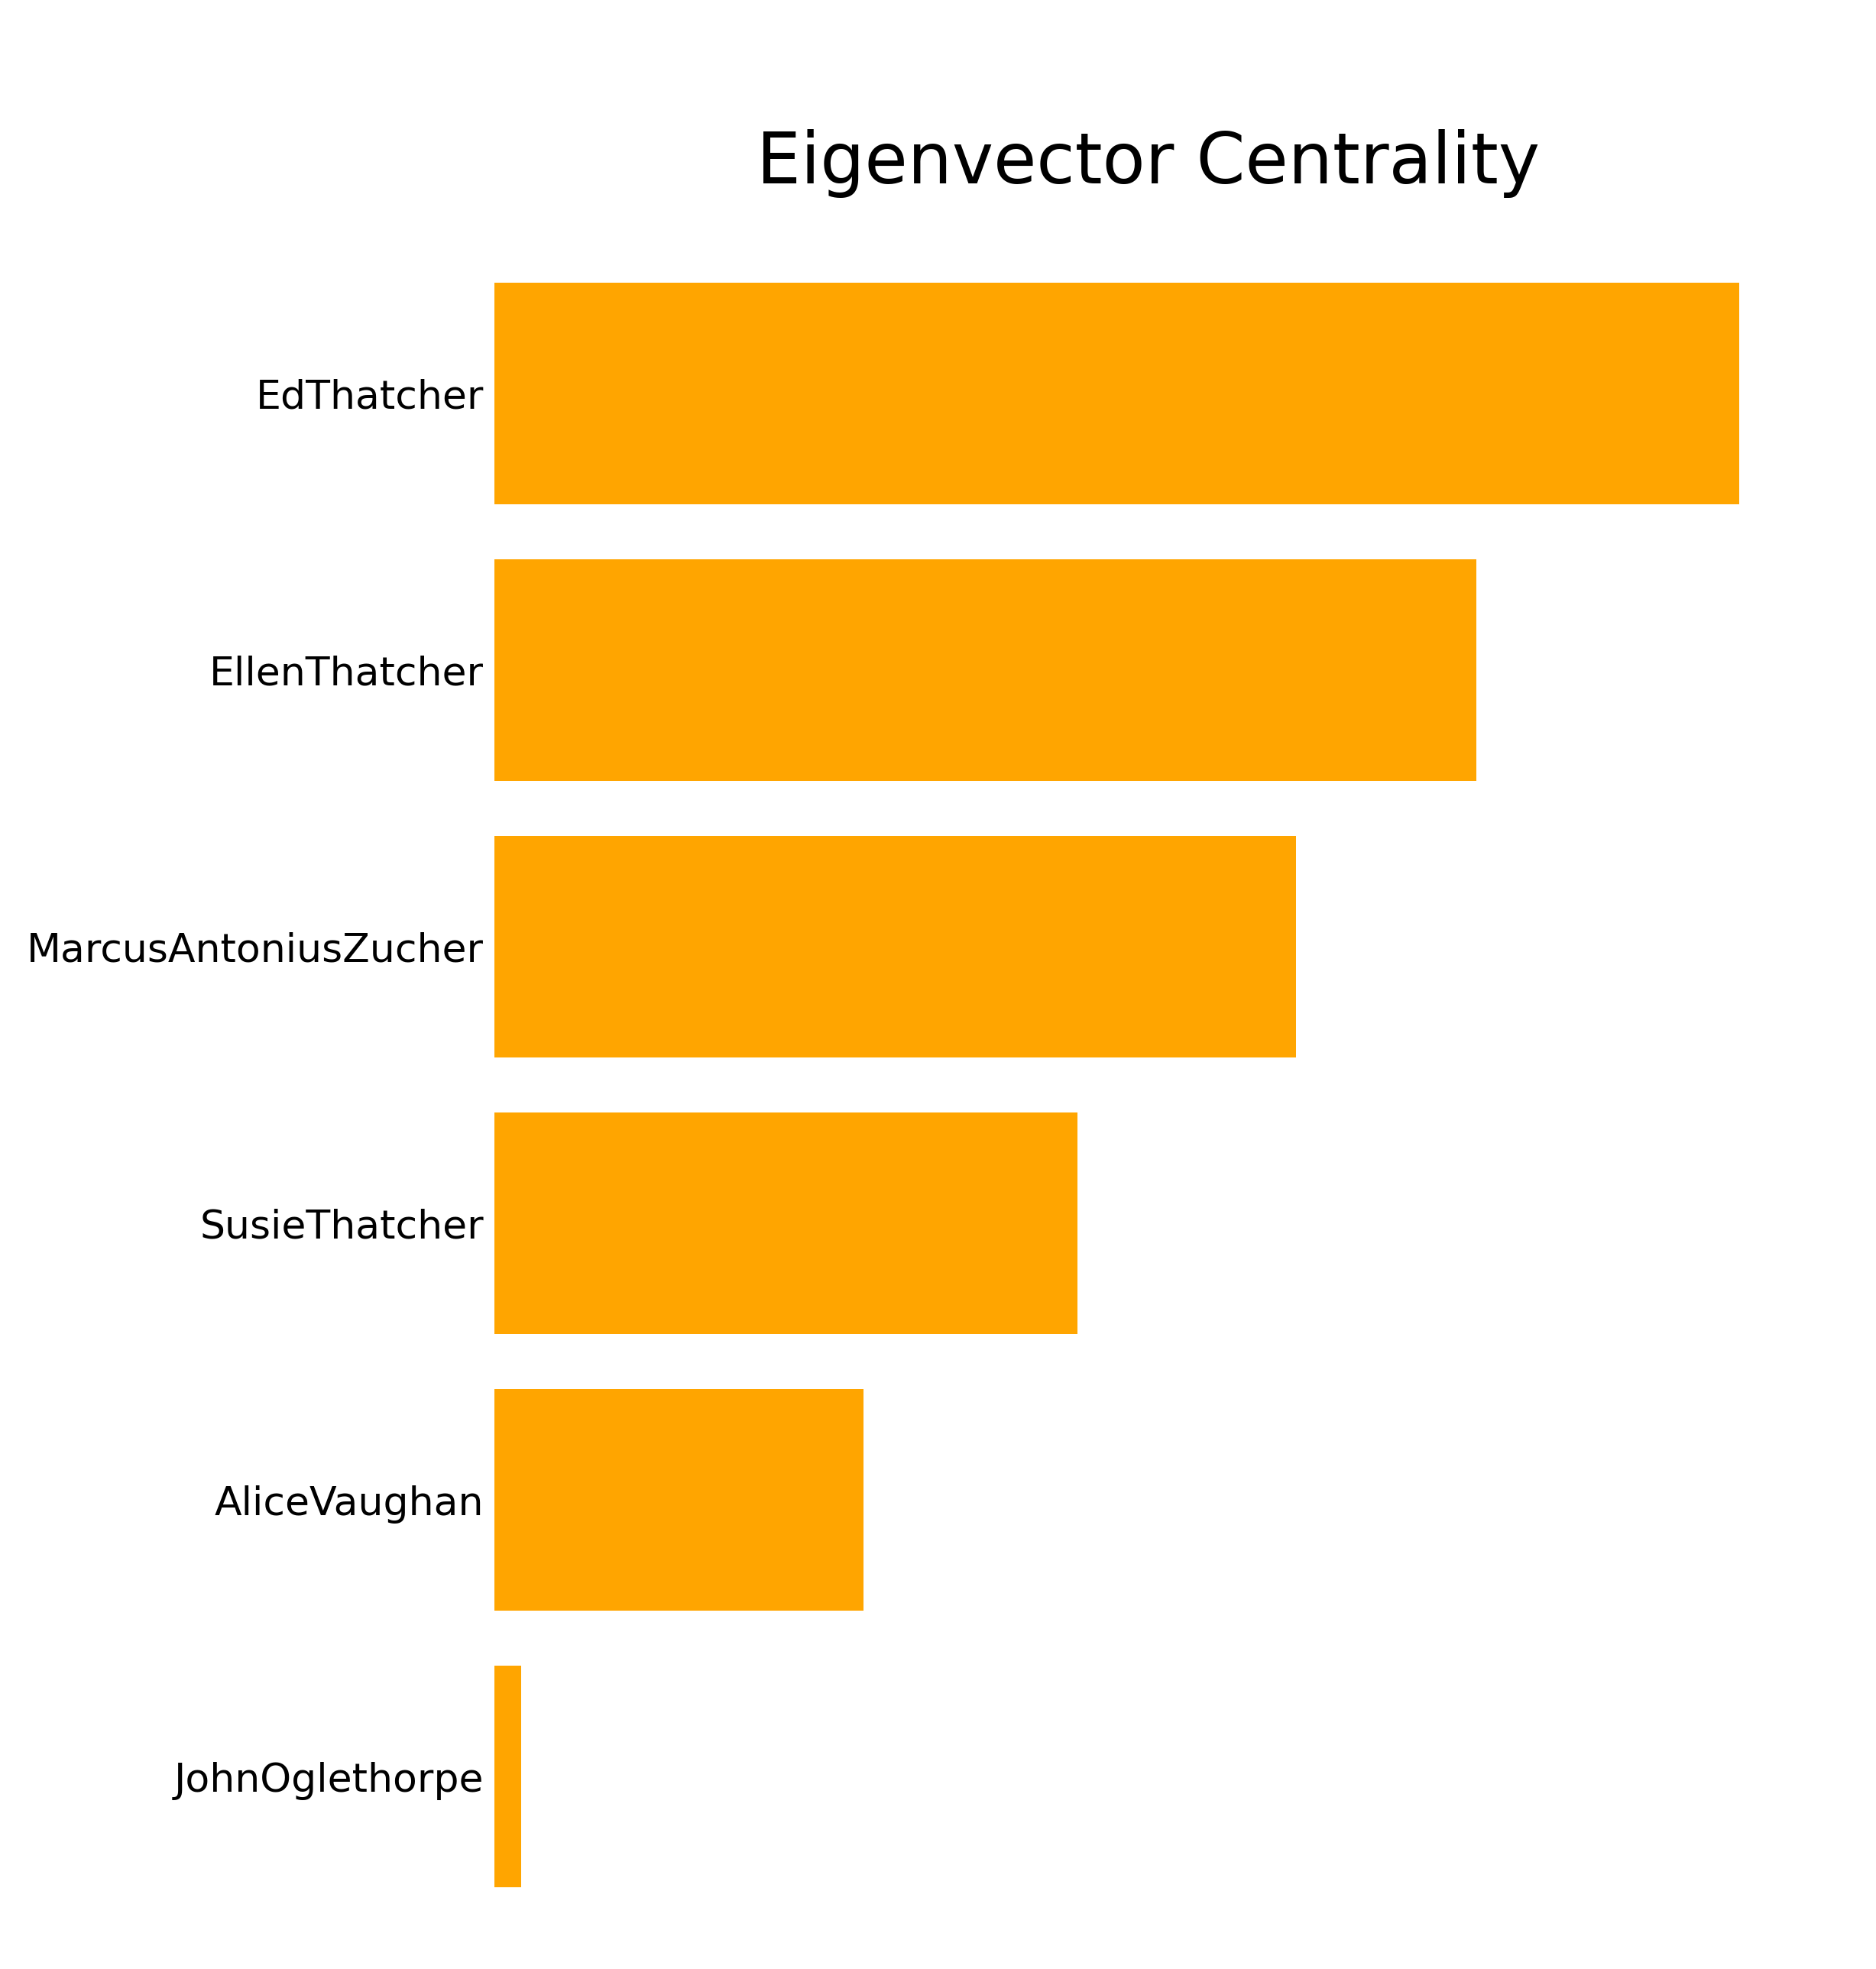 Eigenvector Centrality
EdThatcher
EllenThatcher
MarcusAntoniusZucher
SusieThatcher
AliceVaughan
JohnOglethorpe